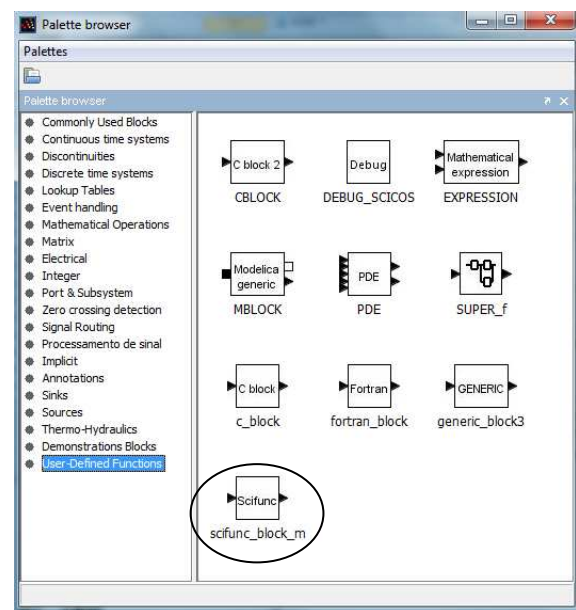 Palette browser
Palettes
Palette browser
Commonly Used Blocks
Continuous time systems
Discontinuities
Discrete time systems
Lookup Tables
Event handling
Mathematical Operations
Matrix
Electrical
Integer
Port & Subsystem
Zero crossing detection
Signal Routing
Processamento de sinal
Implicit
Annotations
Sinks
Sources
Thermo-Hydraulics
Demonstrations Blocks
User-Defined Functions
C block 2
Debug
Mathematical
expression
CBLOCK
DEBUG_SCICOS
EXPRESSION
Modelica
generic
PDE
MBLOCK
PDE
SUPER_f
C block
Fortran
GENERIC
c_block
fortran_block
generic_block3
Scifunc
scifunc_block_m